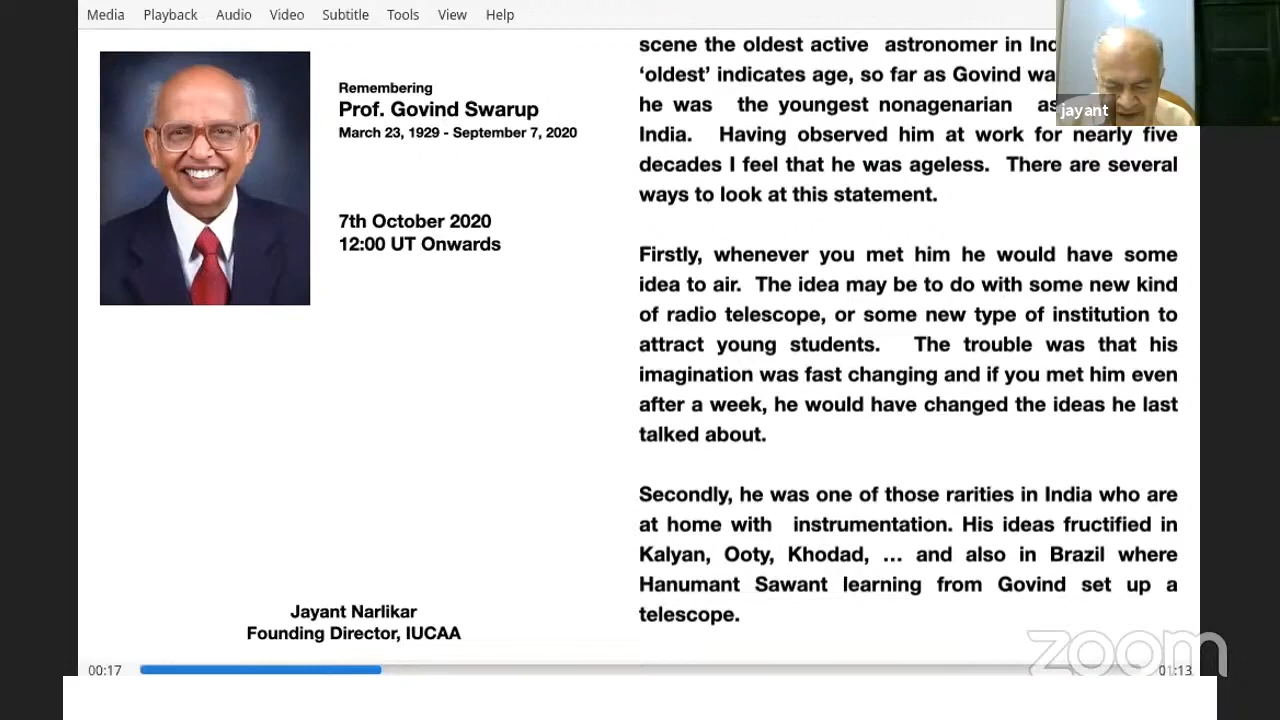 Media Playback Audio Video Subtitle Tools View Help
Remembering
Prof. Govind Swarup
March 23, 1929 - September 7, 2020
7th October 2020
12:00 UT Onwards
Jayant Narlikar
Founding Director, IUCAA
scene the oldest active astronomer in
‘oldest’ indicates age, so far as Govind
he was the youngest nonagenarian
India. Having observed him at work for nearly five
decades I feel that he was ageless. There are several
ways to look at this statement.
Firstly, whenever you met him he would have some
idea to air. The idea may be to do with some new kind
of radio telescope, or some new type of institution to
attract young students. The trouble was that his
imagination was fast changing and if you met him even
after a week, he would have changed the ideas he last
talked about.
Secondly, he was one of those rarities in India who are
at home with instrumentation. His ideas fructified in
Kalyan, Ooty, Khodad, ... and also in Brazil where
Hanumant Sawant learning from Govind set up a
telescope.
jayant
zoom
00:17
01:13